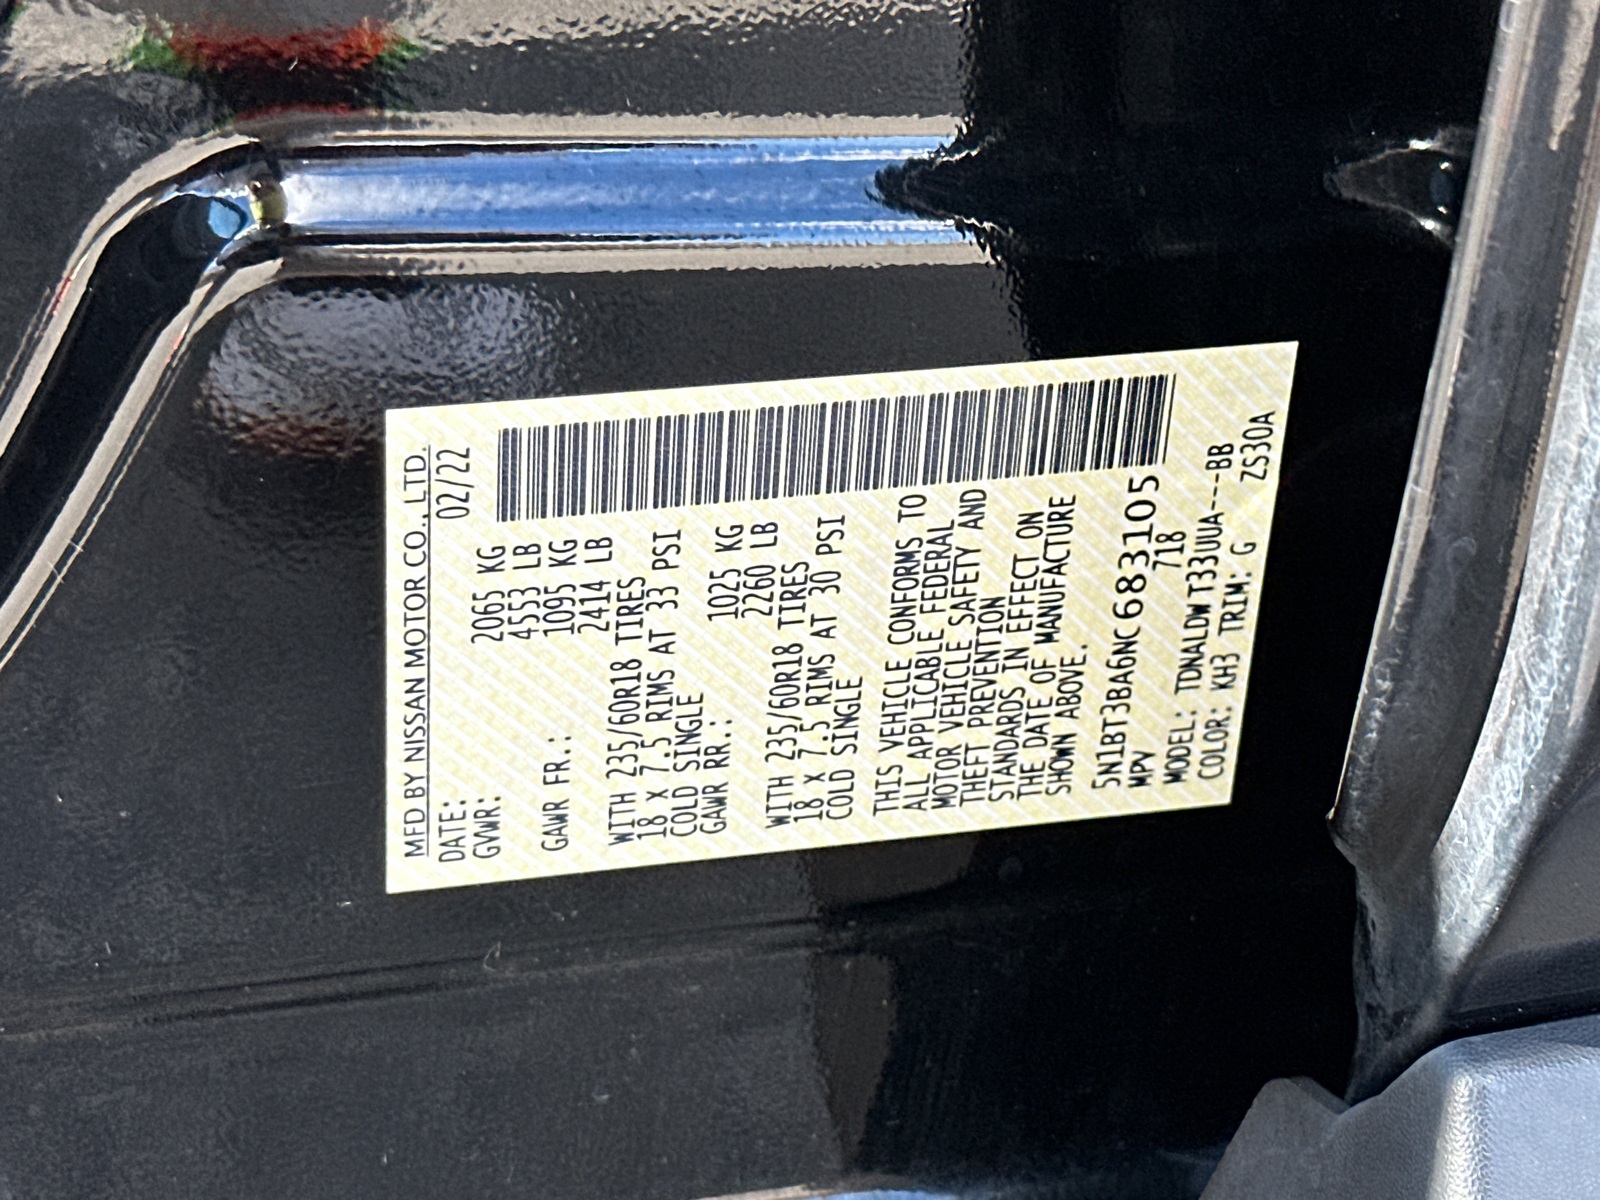 MFD BY NISSAN MOTOR CO., LTD.
DATE: 02/22
GVWR: 2065 KG
4553 LB
GAWR FR.: 1095 KG
2414 LB
WITH 235/60R18 TIRES
18 x 7.5 RIMS AT 33 PSI
COLD SINGLE
GAWR RR.: 1025 KG
2260 LB
WITH 235/60R18 TIRES
18 X 7.5 RIMS AT 30 PSI
COLD SINGLE
THIS VEHICLE CONFORMS TO
ALL APPLICABLE FEDERAL
MOTOR VEHICLE SAFETY AND
THEFT PREVENTION
STANDARDS IN EFFECT ON
THE DATE OF MANUFACTURE
SHOWN ABOVE.
5N1BT3BA6NC683105
MPV 718
MODEL: TDNALDWT33UUA---BB
COLOR: KH3 TRIM: G ZS30A